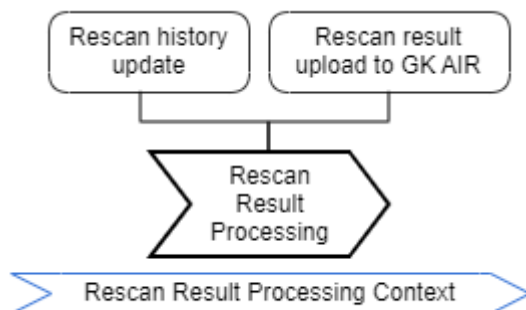 Rescan history
update
Rescan result
upload to GK AIR
Rescan
Result
Processing
Rescan Result Processing Context